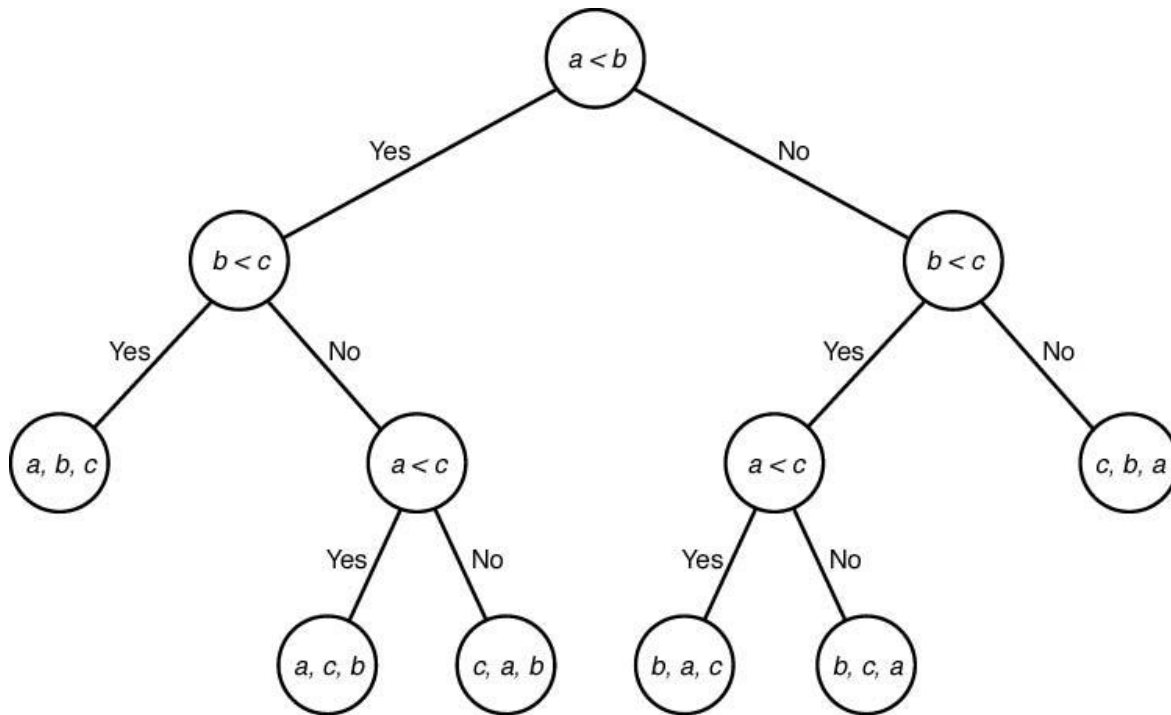 a < b
Yes
No
b < c
b < c
Yes
No
Yes
No
a, b, c
a < c
a < c
c, b, a
Yes
No
Yes
No
a, c, b
c, a, b
b, a, c
b, c, a